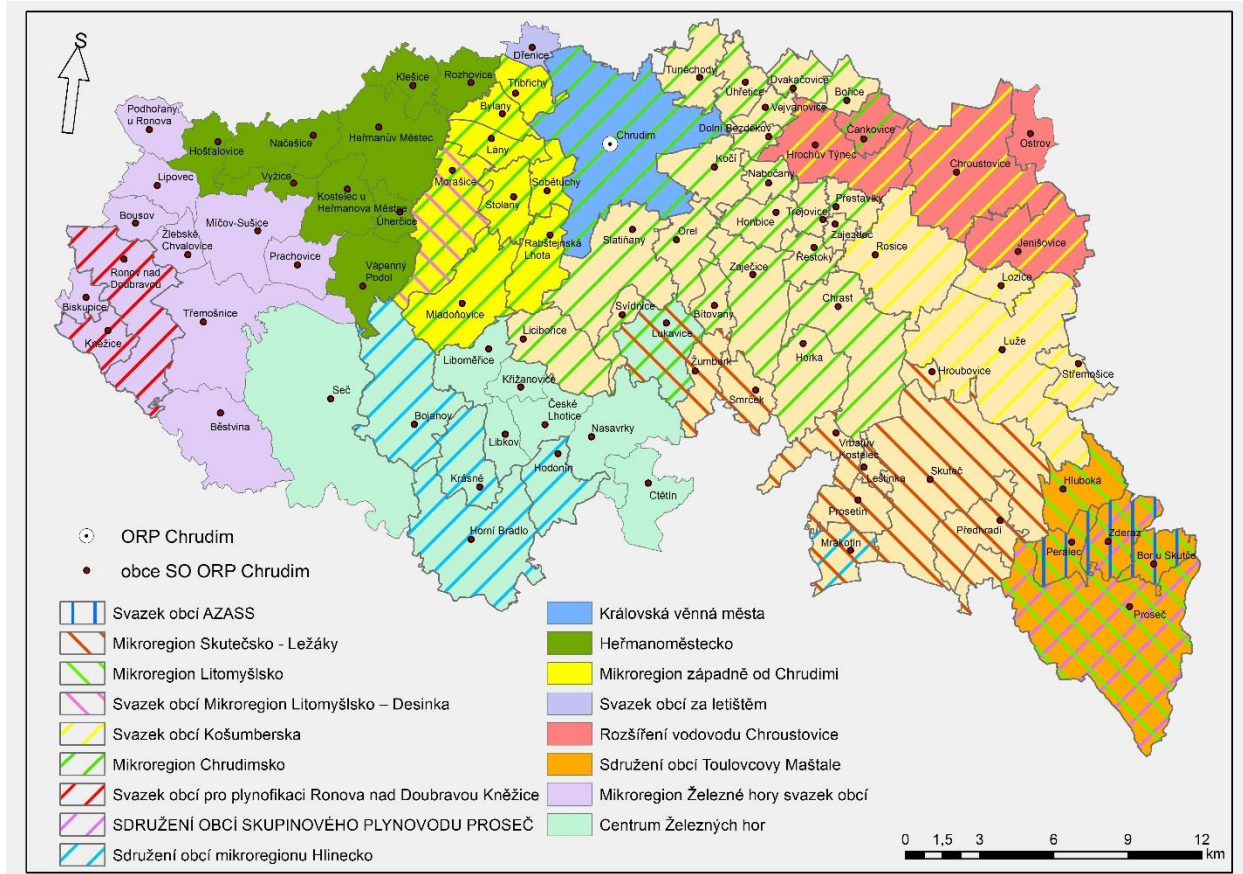 S
Dřenice
Klešice
Rozhovice
Třibřichy
Tuněchody
Úhřetice
Dvakačovice
Bořice
Bylany
Vejvanovice
Podhořany
u Ronova
Heřmanův Městec
Chrudim
Dolní Bezděkov
Čankovice
Ostrov
Hošťalovice
Načešice
Lány
Hrochův Týnec
Chroustovice
Kočí
Morašice
Lipovec
Vyžice
Kostelec u
Heřmanova Městce
Sobětuchy
Nabočany
Stolany
Přestavlky
Úherčice
Bousov
Míčov-Sušice
Honbice
Trojovice
Zájezdec
Žlebské
Chvalovice
Rabštejnská
Lhota
Slatiňany
Orel
Řestoky
Rosice
Jenišovice
Ronov nad
Doubravou
Prachovice
Vápenný
Podol
Zaječice
Lozice
Biskupice
Mladoňovice
Svídnice
Bítovany
Chrast
Třemošnice
Lukavice
Kněžice
Licibořice
Liboměřice
Horka
Luže
Žumberk
Střemošice
Hroubovice
Křižanovice
Smrček
Seč
Běstvina
Bojanov
České
Lhotice
Nasavrky
Libkov
Vrbatův
Kostelec
Hodonín
Leština
Skuteč
Krásné
Ctětín
Hluboká
Prosetín
Předhradí
Horní Bradlo
Mrákotín
Perálec
Zderaz
Bor u Skutče
Proseč
ORP Chrudim
obce SO ORP Chrudim
Svazek obcí AZASS
Mikroregion Skutečsko - Ležáky
Mikroregion Litomyšlsko
Svazek obcí Mikroregion Litomyšlsko – Desinka
Svazek obcí Košumberska
Mikroregion Chrudimsko
Svazek obcí pro plynofikaci Ronova nad Doubravou Kněžice
SDRUŽENÍ OBCÍ SKUPINOVÉHO PLYNOVODU PROSEČ
Sdružení obcí mikroregionu Hlinecko
Královská věnná města
Heřmanoměstecko
Mikroregion západně od Chrudimi
Svazek obcí za letištěm
Rozšíření vodovodu Chroustovice
Sdružení obcí Toulovcovy Maštale
Mikroregion Železné hory svazek obcí
Centrum Železných hor
0 1,5 3 6 9 12
km